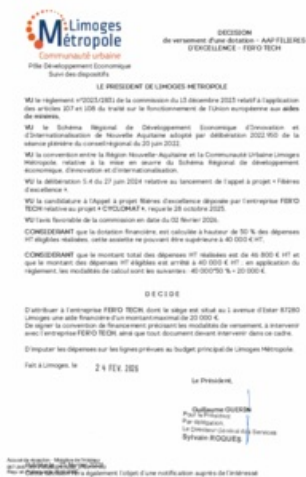 Limoges
Métropole
Communauté urbaine
Pôle Développement Economique
Suivi des dispositifs
DECISION
de versement d'une dotation - AAP FILIERES
D'EXCELLENCE - FER'O TECH
LE PRESIDENT DE LIMOGES METROPOLE
VU le règlement n°2023/2831 de la commission du 13 décembre 2023 relatif à l'application
des articles 107 et 108 du traité sur le fonctionnement de l'Union européenne aux aides
de minimis,
VU le Schéma Régional de Développement Economique d'Innovation et
d'Internationalisation de Nouvelle Aquitaine adopté par délibération 2022.950 de la
séance plénière du conseil régional du 20 juin 2022.
VU la convention entre la Région Nouvelle-Aquitaine et la Communauté Urbaine Limoges
Métropole, relative à la mise en œuvre du Schéma Régional de développement
économique, d'innovation et d'internationalisation.
VU la délibération 5.4 du 27 juin 2024 relative au lancement de l'appel à projet « Filières
d'excellence ».
VU la candidature à l'Appel à projet filières d'excellence déposée par l'entreprise FER'O
TECH relative au projet « CYCLOMAT », reçue le 28 octobre 2025.
VU l'avis favorable de la commission en date du 02 février 2026.
CONSIDERANT que la dotation financière, est calculée à hauteur de 50 % des dépenses
HT éligibles réalisées, cette assiette ne pouvant être supérieure à 40 000 € HT.
CONSIDERANT que le montant total des dépenses HT réalisées est de 46 800 € HT et
que le montant des dépenses HT éligibles est arrêté à 40 000 € HT : en application du
règlement, les modalités de calcul sont les suivantes : 40 000*50 % = 20 000 €.
DECIDE
D'attribuer à l'entreprise FER'O TECH, dont le siège est situé au 1 avenue d'Ester 87280
Limoges une aide financière d'un montant maximal de 20 000 €.
De signer la convention de financement précisant les modalités de versement, à intervenir
avec l'entreprise FER'O TECH, ainsi que tout document devant intervenir dans ce cadre.
D'imputer les dépenses sur les lignes prévues au budget principal de Limoges Métropole.
Fait à Limoges, le 24 FEV. 2026
Le Président,
Guillaume GUERIN
Pour le Président
Par délégation,
Le Directeur Général des Services
Sylvain ROQUES
également l'objet d'une notification auprès de l'intéressé